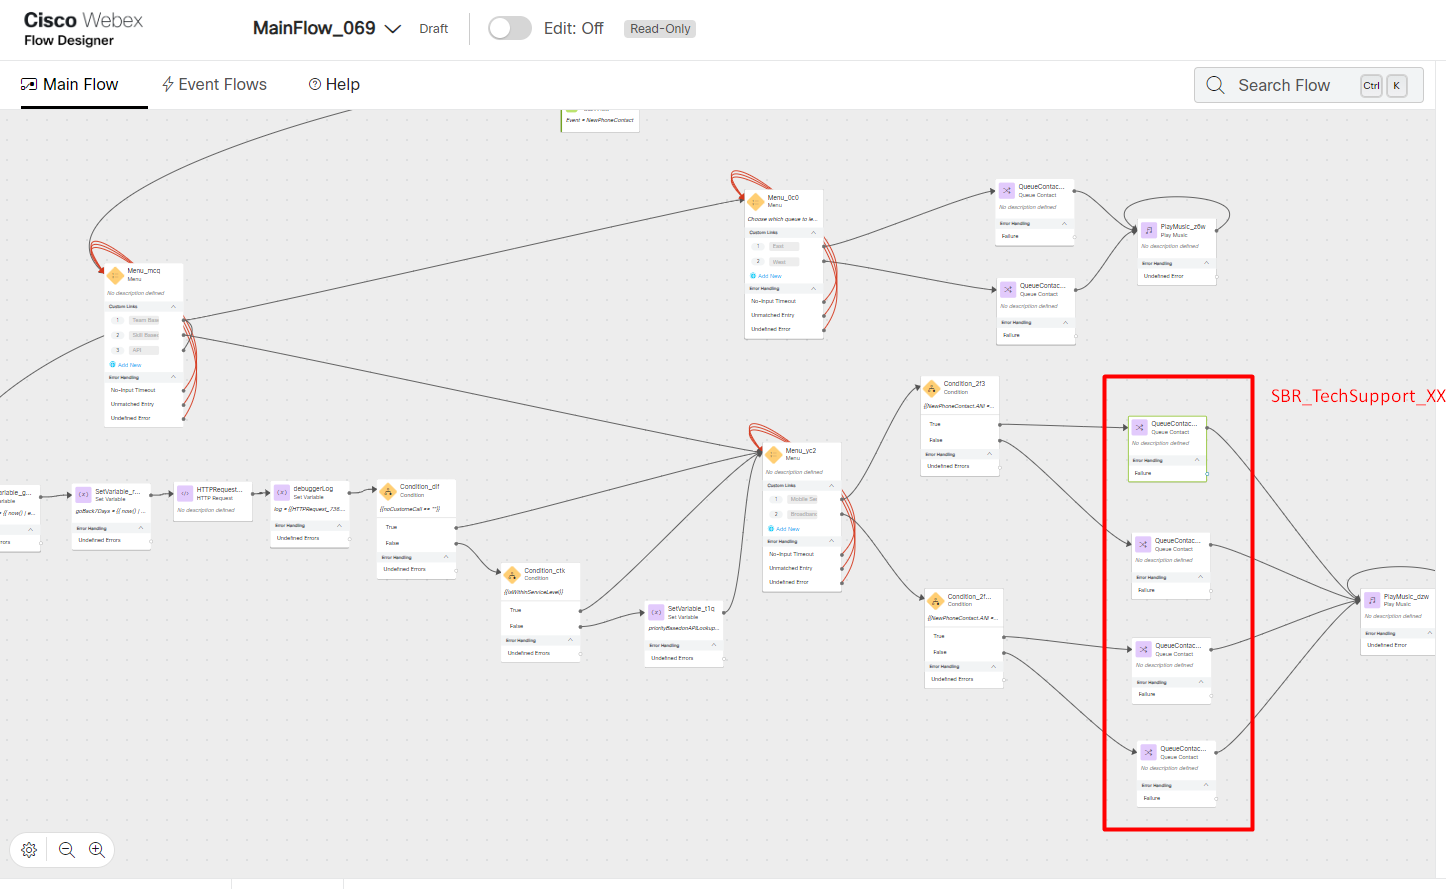 Cisco Webex
Flow Designer
MainFlow_069
Draft
Edit: Off
Read-Only
Main Flow
Event Flows
Help
Search Flow
Ctrl
K
Event = NewPhoneContact
Menu_mcq
Menu
No description defined
Custom Links
1
Team Base
2
Skill Based
3
API
Add New
Error Handling
No-Input Timeout
Unmatched Entry
Undefined Error
Menu_0c0
Menu
Choose which queue to te...
Custom Links
1
East
2
West
Add New
Error Handling
No-Input Timeout
Unmatched Entry
Undefined Error
QueueContac...
Queue Contact
No description defined
Error Handling
Failure
QueueContac...
Queue Contact
No description defined
Error Handling
Failure
PlayMusic_z6w
Play Music
No description defined
Error Handling
Undefined Error
ariable_g...
Variable
= {{ now() | e...
rrors
SetVariable_r...
Set Variable
goBack7Days = {{ now() | ...
Error Handling
Undefined Errors
HTTPRequest...
HTTP Request
No description defined
debuggerLog
Set Variable
log = {{HTTPRequest_736...
Error Handling
Undefined Errors
Condition_dlf
Condition
{{noCustomeCall == ""}}
True
False
Error Handling
Undefined Errors
Condition_ctk
Condition
{{isWithinServiceLevel}}
True
False
Error Handling
Undefined Errors
SetVariable_t1q
Set Variable
priorityBasedonAPILookup...
Error Handling
Undefined Errors
Menu_yc2
Menu
No description defined
Custom Links
1
Mobile Se
2
Broadban
Add New
Error Handling
No-Input Timeout
Unmatched Entry
Undefined Error
Condition_2f3
Condition
{{NewPhoneContact.ANI =...
True
False
Error Handling
Undefined Errors
Condition_2f...
Condition
{{NewPhoneContact.ANI =...
True
False
Error Handling
Undefined Errors
SBR_TechSupport_XX
QueueContac...
Queue Contact
No description defined
Error Handling
Failure
QueueContac...
Queue Contact
No description defined
Error Handling
Failure
QueueContac...
Queue Contact
No description defined
Error Handling
Failure
QueueContac...
Queue Contact
No description defined
Error Handling
Failure
PlayMusic_dzw
Play Music
No description defined
Error Handling
Undefined Error